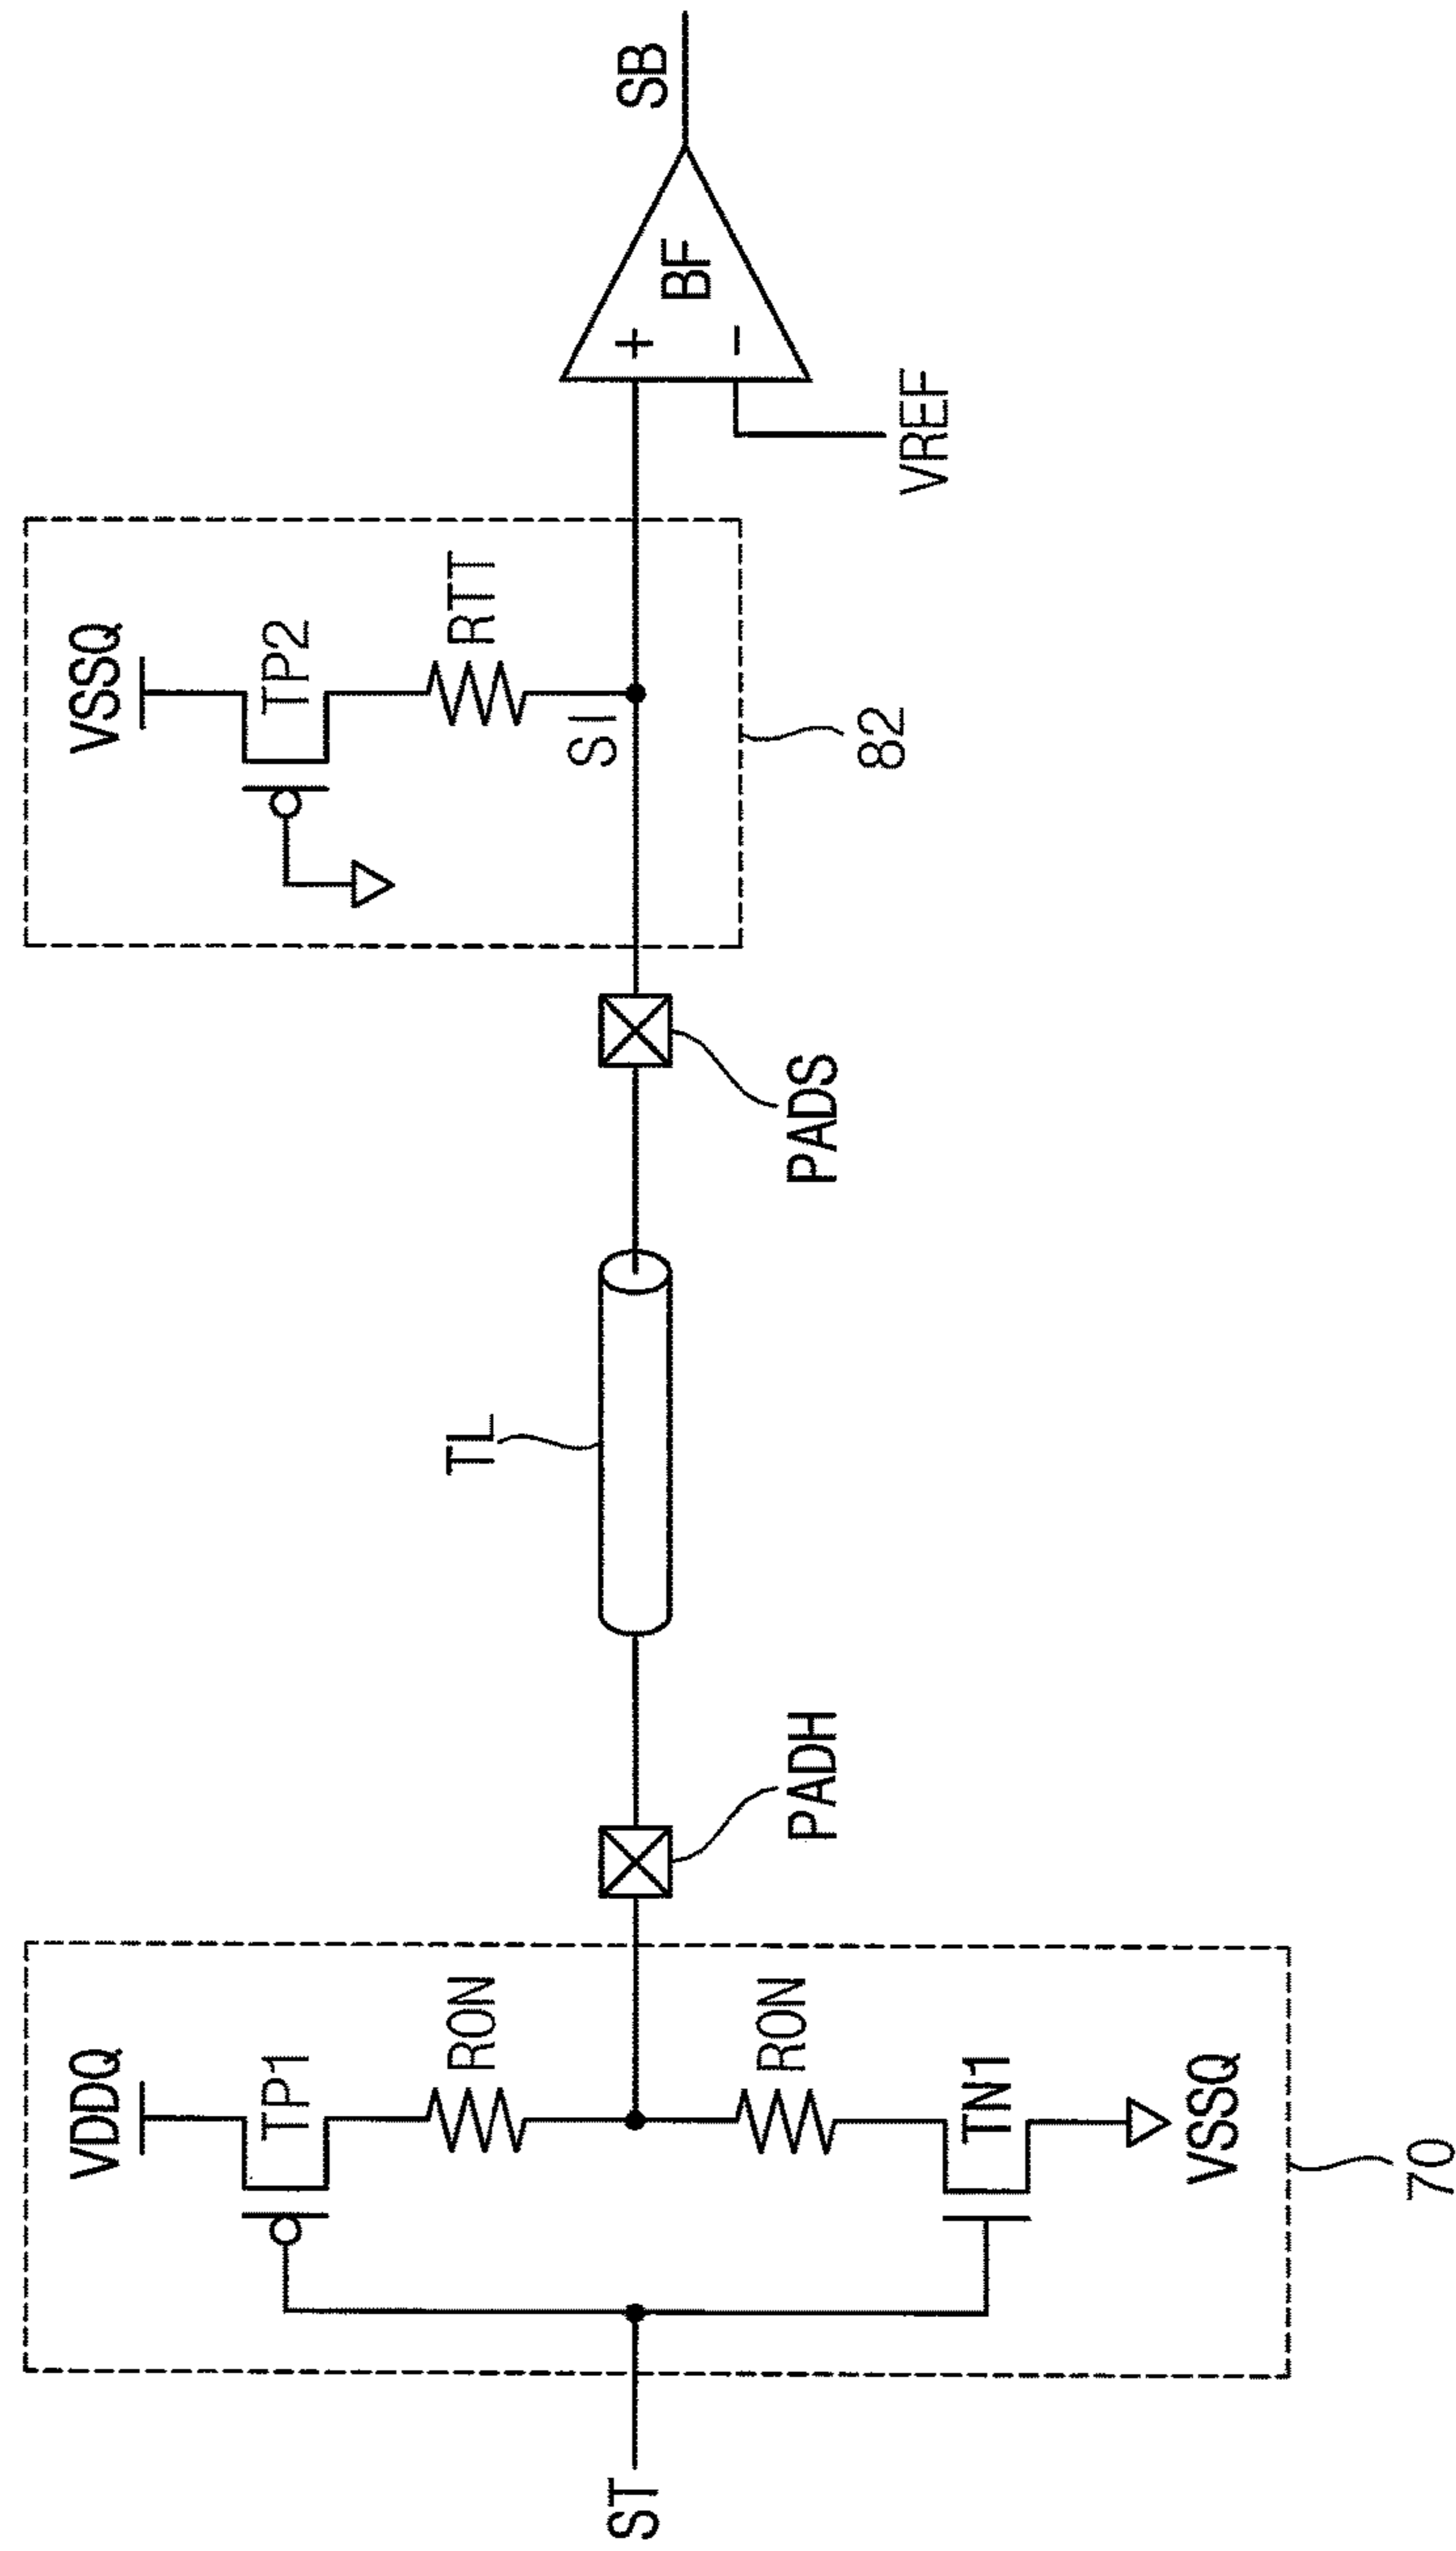 VDDQ
TP1
RON
RON
TN1
VSSQ
ST
70
PADH
TL
PADS
VSSQ
TP2
RTT
SI
82
+
−
BF
VREF
SB